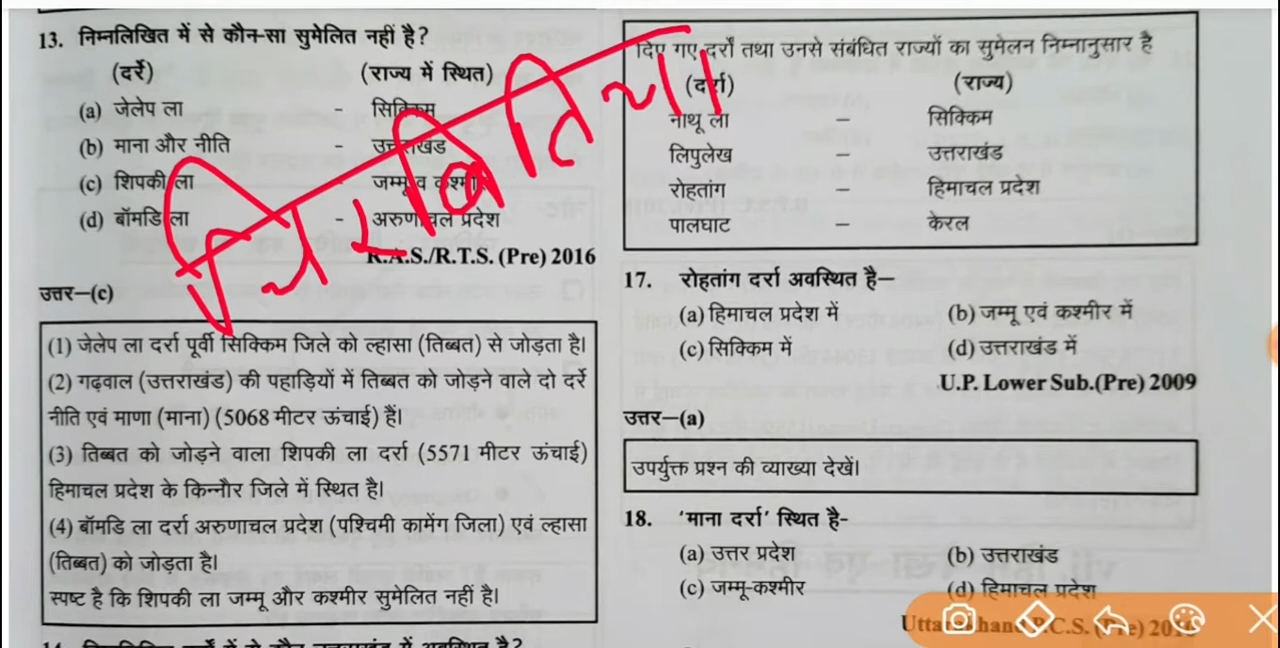 13. निम्नलिखित में से कौन-सा सुमेलित नहीं है?
(दर्रे) (राज्य में स्थित)
(a) जेलेप ला - सिक्किम
(b) माना और नीति - उत्तराखंड
(c) शिपकी ला - जम्मू व कश्मीर
(d) बॉमडि ला - अरुणाचल प्रदेश
R.A.S./R.T.S. (Pre) 2016
उत्तर–(c)
(1) जेलेप ला दर्रा पूर्वी सिक्किम जिले को ल्हासा (तिब्बत) से जोड़ता है।
(2) गढ़वाल (उत्तराखंड) की पहाड़ियों में तिब्बत को जोड़ने वाले दो दर्रे
नीति एवं माणा (माना) (5068 मीटर ऊंचाई) हैं।
(3) तिब्बत को जोड़ने वाला शिपकी ला दर्रा (5571 मीटर ऊंचाई)
हिमाचल प्रदेश के किन्नौर जिले में स्थित है।
(4) बॉमडि ला दर्रा अरुणाचल प्रदेश (पश्चिमी कामेंग जिला) एवं ल्हासा
(तिब्बत) को जोड़ता है।
स्पष्ट है कि शिपकी ला जम्मू और कश्मीर सुमेलित नहीं है।
दिए गए दर्रों तथा उनसे संबंधित राज्यों का सुमेलन निम्नानुसार है
(दर्रा) (राज्य)
नाथू ला – सिक्किम
लिपुलेख – उत्तराखंड
रोहतांग – हिमाचल प्रदेश
पालघाट – केरल
17. रोहतांग दर्रा अवस्थित है–
(a) हिमाचल प्रदेश में (b) जम्मू एवं कश्मीर में
(c) सिक्किम में (d) उत्तराखंड में
U.P. Lower Sub.(Pre) 2009
उत्तर–(a)
उपर्युक्त प्रश्न की व्याख्या देखें।
18. 'माना दर्रा' स्थित है-
(a) उत्तर प्रदेश (b) उत्तराखंड
(c) जम्मू-कश्मीर (d) हिमाचल प्रदेश
Uttarakhand P.C.S. (Pre)